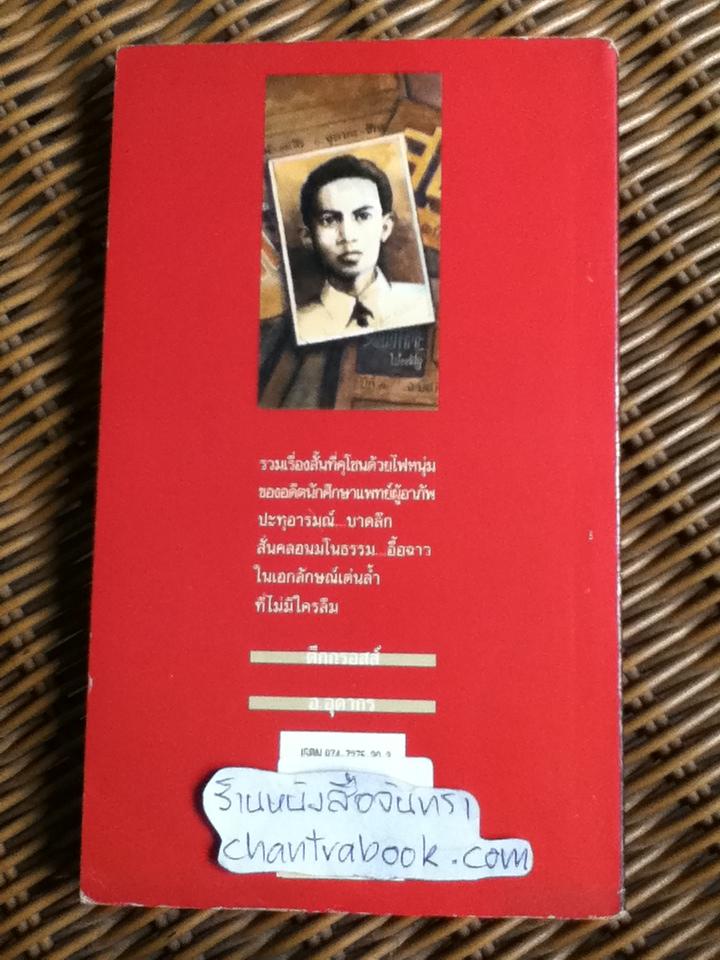 รวมเรื่องสั้นที่คุโชนด้วยไฟหนุ่ม
ของอดีตนักศึกษาแพทย์ผู้อาภัพ
ปะทุอารมณ์....บาดลึก
สั่นคลอนมโนธรรม....อื้อฉาว
ในเอกลักษณ์เด่นล้ำ
ที่ไม่มีใครลืม
ตึกกรอสส์
อ.อุดากร
ร้านหนังสือจันทรา
chantrabook.com